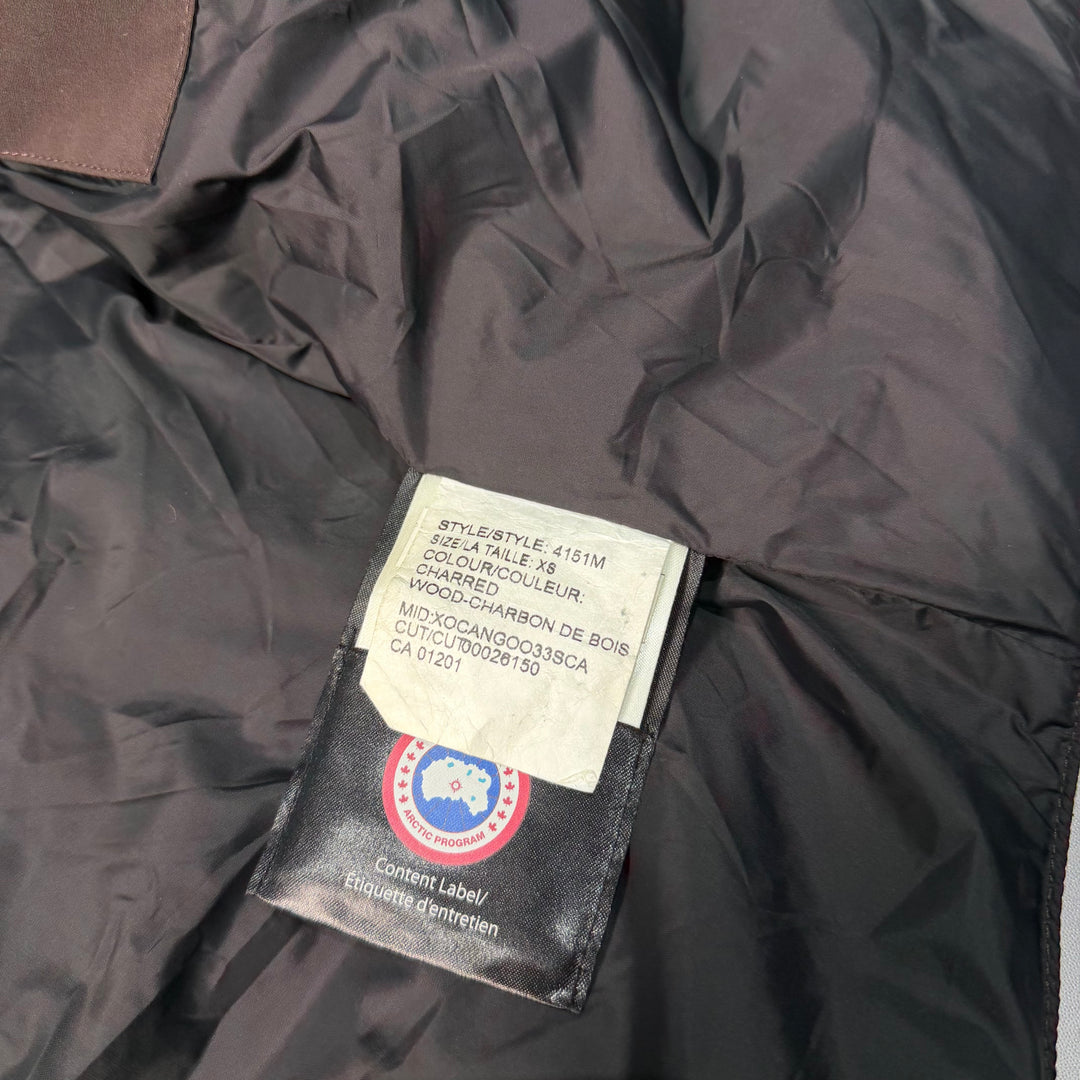 STYLE/STYLE: 4151M
SIZE/LA TAILLE: XS
COLOUR/COULEUR:
CHARRED
WOOD-CHARBON DE BOIS
MID:XOCANGOO33SCA
CUT/CUT00026150
CA 01201
ARCTIC PROGRAM
Content Label/
Etiquette d'entretien